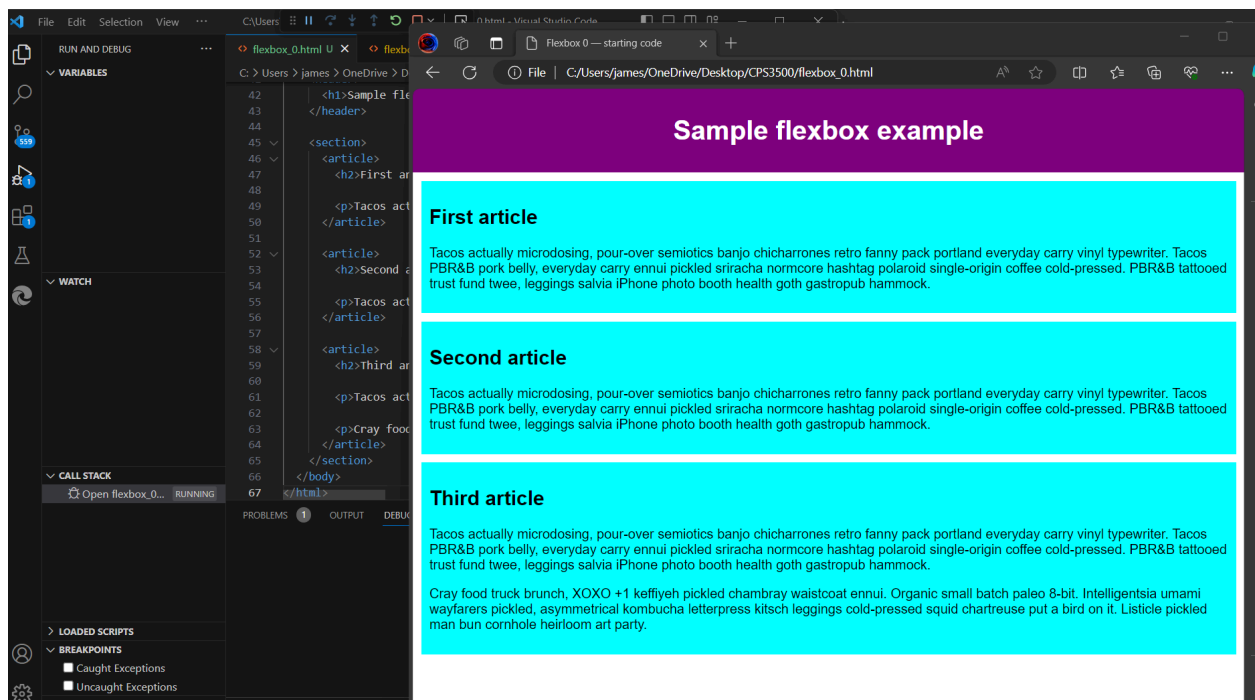 File Edit Selection View ···
C:\Users
0.html - Visual Studio Code
RUN AND DEBUG ···
VARIABLES
WATCH
CALL STACK
Open flexbox_0... RUNNING
LOADED SCRIPTS
BREAKPOINTS
Caught Exceptions
Uncaught Exceptions
559
1
1
<> flexbox_0.html U × <> flexb
C: > Users > james > OneDrive > D
42 <h1>Sample fle
43 </header>
44
45 <section>
46 <article>
47 <h2>First ar
48
49 <p>Tacos act
50 </article>
51
52 <article>
53 <h2>Second a
54
55 <p>Tacos act
56 </article>
57
58 <article>
59 <h2>Third ar
60
61 <p>Tacos act
62
63 <p>Cray food
64 </article>
65 </section>
66 </body>
67 </html>
PROBLEMS 1 OUTPUT DEBU
Flexbox 0 — starting code × +
File | C:/Users/james/OneDrive/Desktop/CPS3500/flexbox_0.html
Sample flexbox example
First article
Tacos actually microdosing, pour-over semiotics banjo chicharrones retro fanny pack portland everyday carry vinyl typewriter. Tacos
PBR&B pork belly, everyday carry ennui pickled sriracha normcore hashtag polaroid single-origin coffee cold-pressed. PBR&B tattooed
trust fund twee, leggings salvia iPhone photo booth health goth gastropub hammock.
Second article
Tacos actually microdosing, pour-over semiotics banjo chicharrones retro fanny pack portland everyday carry vinyl typewriter. Tacos
PBR&B pork belly, everyday carry ennui pickled sriracha normcore hashtag polaroid single-origin coffee cold-pressed. PBR&B tattooed
trust fund twee, leggings salvia iPhone photo booth health goth gastropub hammock.
Third article
Tacos actually microdosing, pour-over semiotics banjo chicharrones retro fanny pack portland everyday carry vinyl typewriter. Tacos
PBR&B pork belly, everyday carry ennui pickled sriracha normcore hashtag polaroid single-origin coffee cold-pressed. PBR&B tattooed
trust fund twee, leggings salvia iPhone photo booth health goth gastropub hammock.
Cray food truck brunch, XOXO +1 keffiyeh pickled chambray waistcoat ennui. Organic small batch paleo 8-bit. Intelligentsia umami
wayfarers pickled, asymmetrical kombucha letterpress kitsch leggings cold-pressed squid chartreuse put a bird on it. Listicle pickled
man bun cornhole heirloom art party.